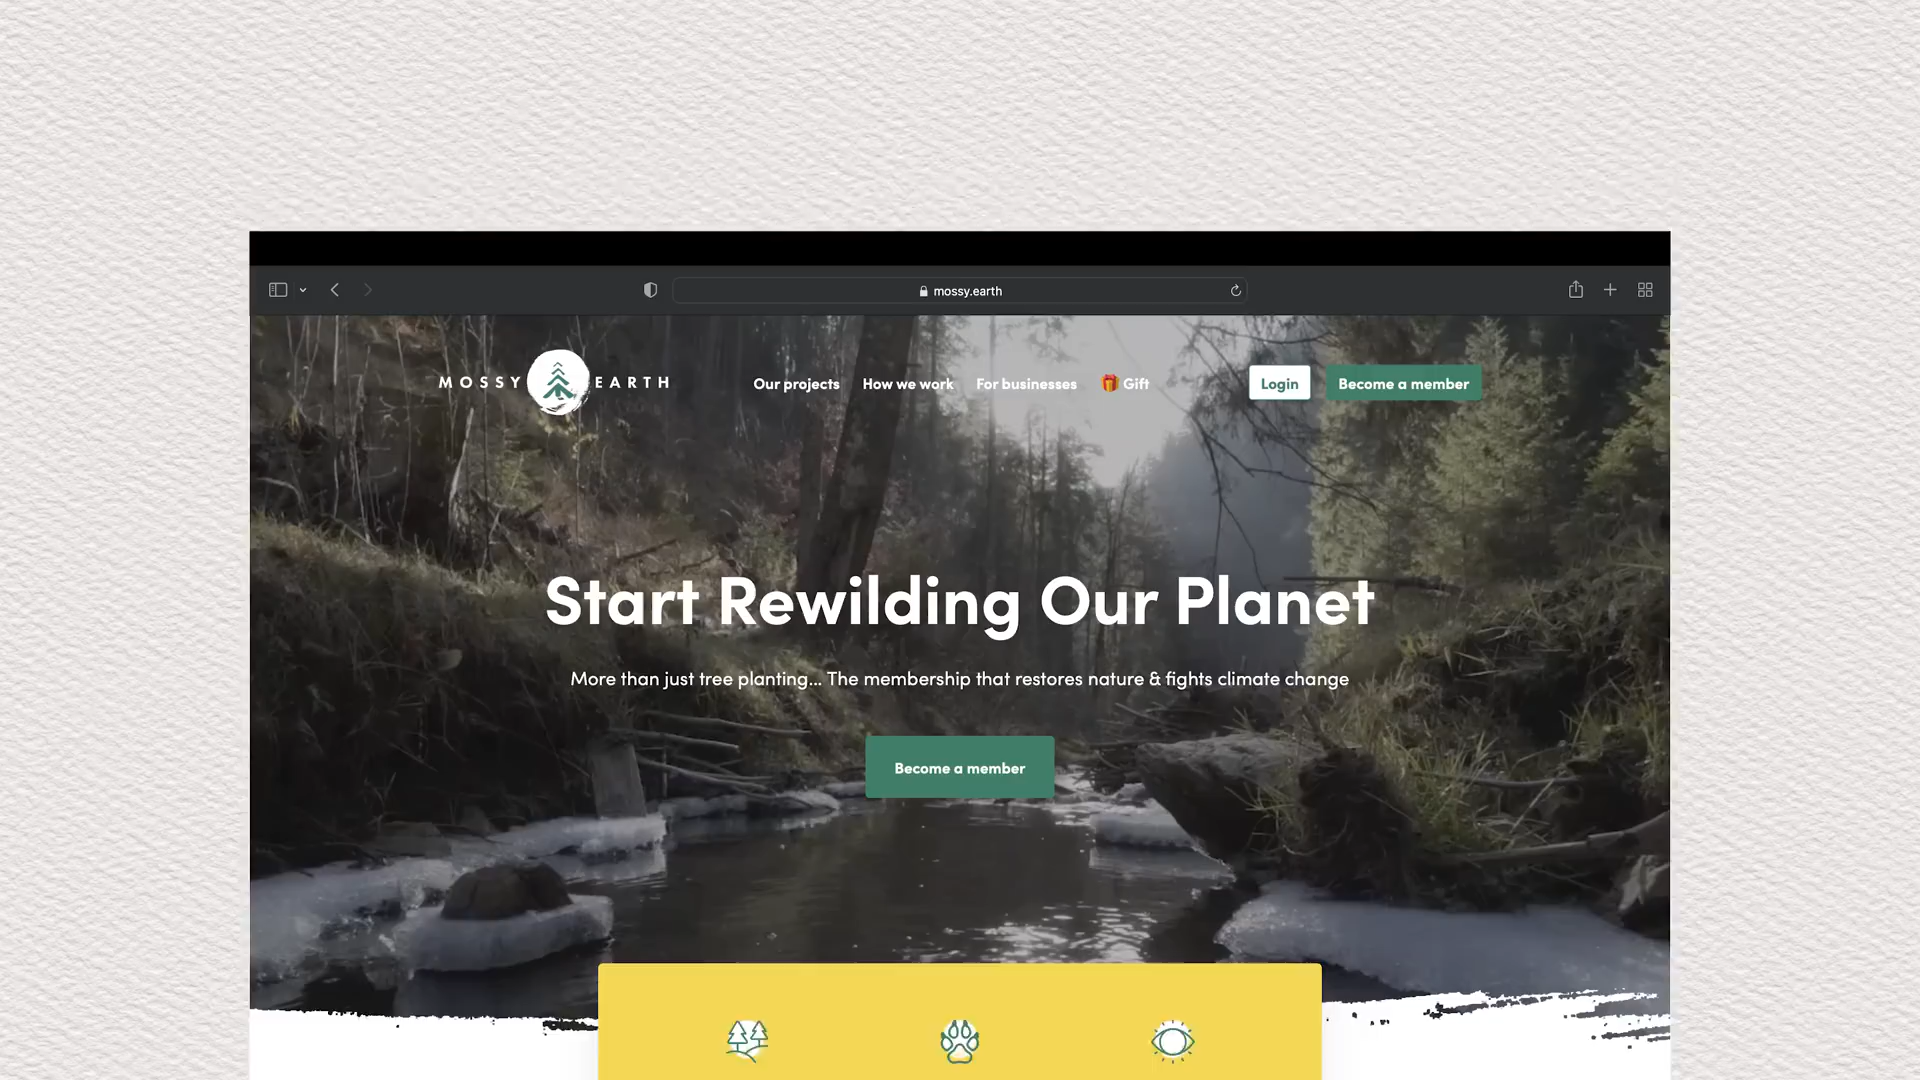 mossy.earth
MOSSY EARTH
Our projects
How we work
For businesses
Gift
Login
Become a member
Start Rewilding Our Planet
More than just tree planting... The membership that restores nature & fights climate change
Become a member